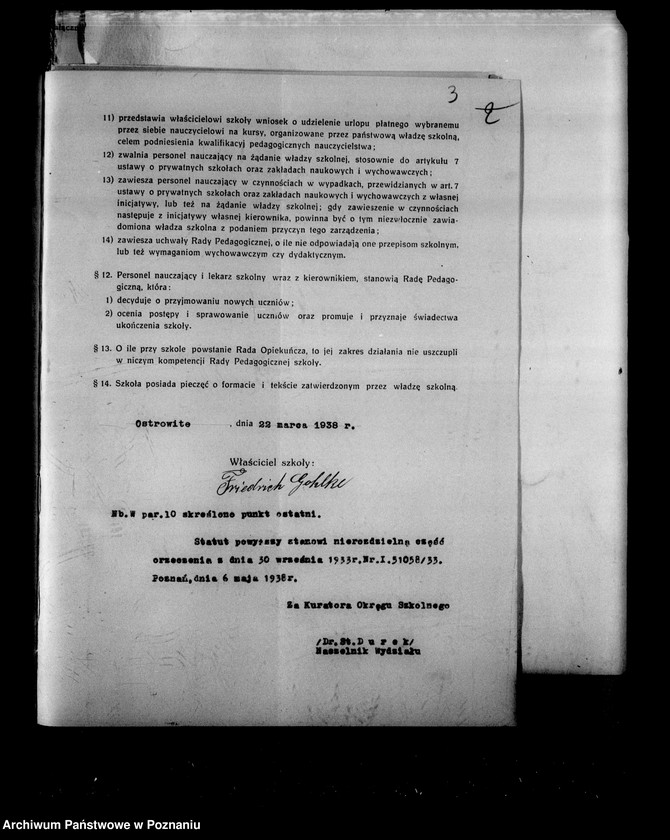 3
2
11) przedstawia właścicielowi szkoły wniosek o udzielenie urlopu płatnego wybranemu
przez siebie nauczycielowi na kursy, organizowane przez państwową władzę szkolną,
celem podniesienia kwalifikacyj pedagogicznych nauczycielstwa;
12) zwalnia personel nauczający na żądanie władzy szkolnej, stosownie do artykułu 7
ustawy o prywatnych szkołach oraz zakładach naukowych i wychowawczych;
13) zawiesza personel nauczający w czynnościach w wypadkach, przewidzianych w art. 7
ustawy o prywatnych szkołach oraz zakładach naukowych i wychowawczych z własnej
inicjatywy, lub też na żądanie władzy szkolnej; gdy zawieszenie w czynnościach
następuje z inicjatywy własnej kierownika, powinna być o tym niezwłocznie zawia-
domiona władza szkolna z podaniem przyczyn tego zarządzenia;
14) zawiesza uchwały Rady Pedagogicznej, o ile nie odpowiadają one przepisom szkolnym,
lub też wymaganiom wychowawczym czy dydaktycznym.
§ 12. Personel nauczający i lekarz szkolny wraz z kierownikiem, stanowią Radę Pedago-
giczną, która:
1) decyduje o przyjmowaniu nowych uczniów;
2) ocenia postępy i sprawowanie uczniów oraz promuje i przyznaje świadectwa
ukończenia szkoły.
§ 13. O ile przy szkole powstanie Rada Opiekuńcza, to jej zakres działania nie uszczupli
w niczym kompetencji Rady Pedagogicznej szkoły.
§ 14. Szkoła posiada pieczęć o formacie i tekście zatwierdzonym przez władzę szkolną.
Ostrowite , dnia 22 marca 1938 r.
Właściciel szkoły:
Friedrich Gehlke
Nb.W par.10 skreślono punkt ostatni.
Statut powyższy stanowi nierozdzielną część
orzeczenia z dnia 30 września 1933r.Nr.I.51058/33.
Poznań,dnia 6 maja 1938r.
Za Kuratora Okręgu Szkolnego
/Dr.St.D u r e k/
Naczelnik Wydziału
Archiwum Państwowe w Poznaniu